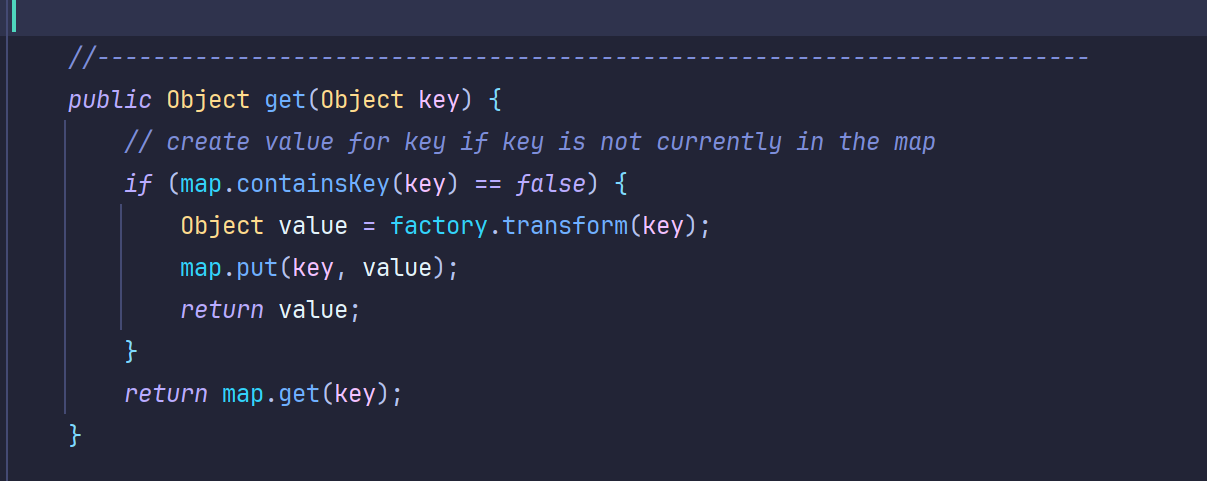 //-----------------------------------------------------------------------
public Object get(Object key) {
// create value for key if key is not currently in the map
if (map.containsKey(key) == false) {
Object value = factory.transform(key);
map.put(key, value);
return value;
}
return map.get(key);
}